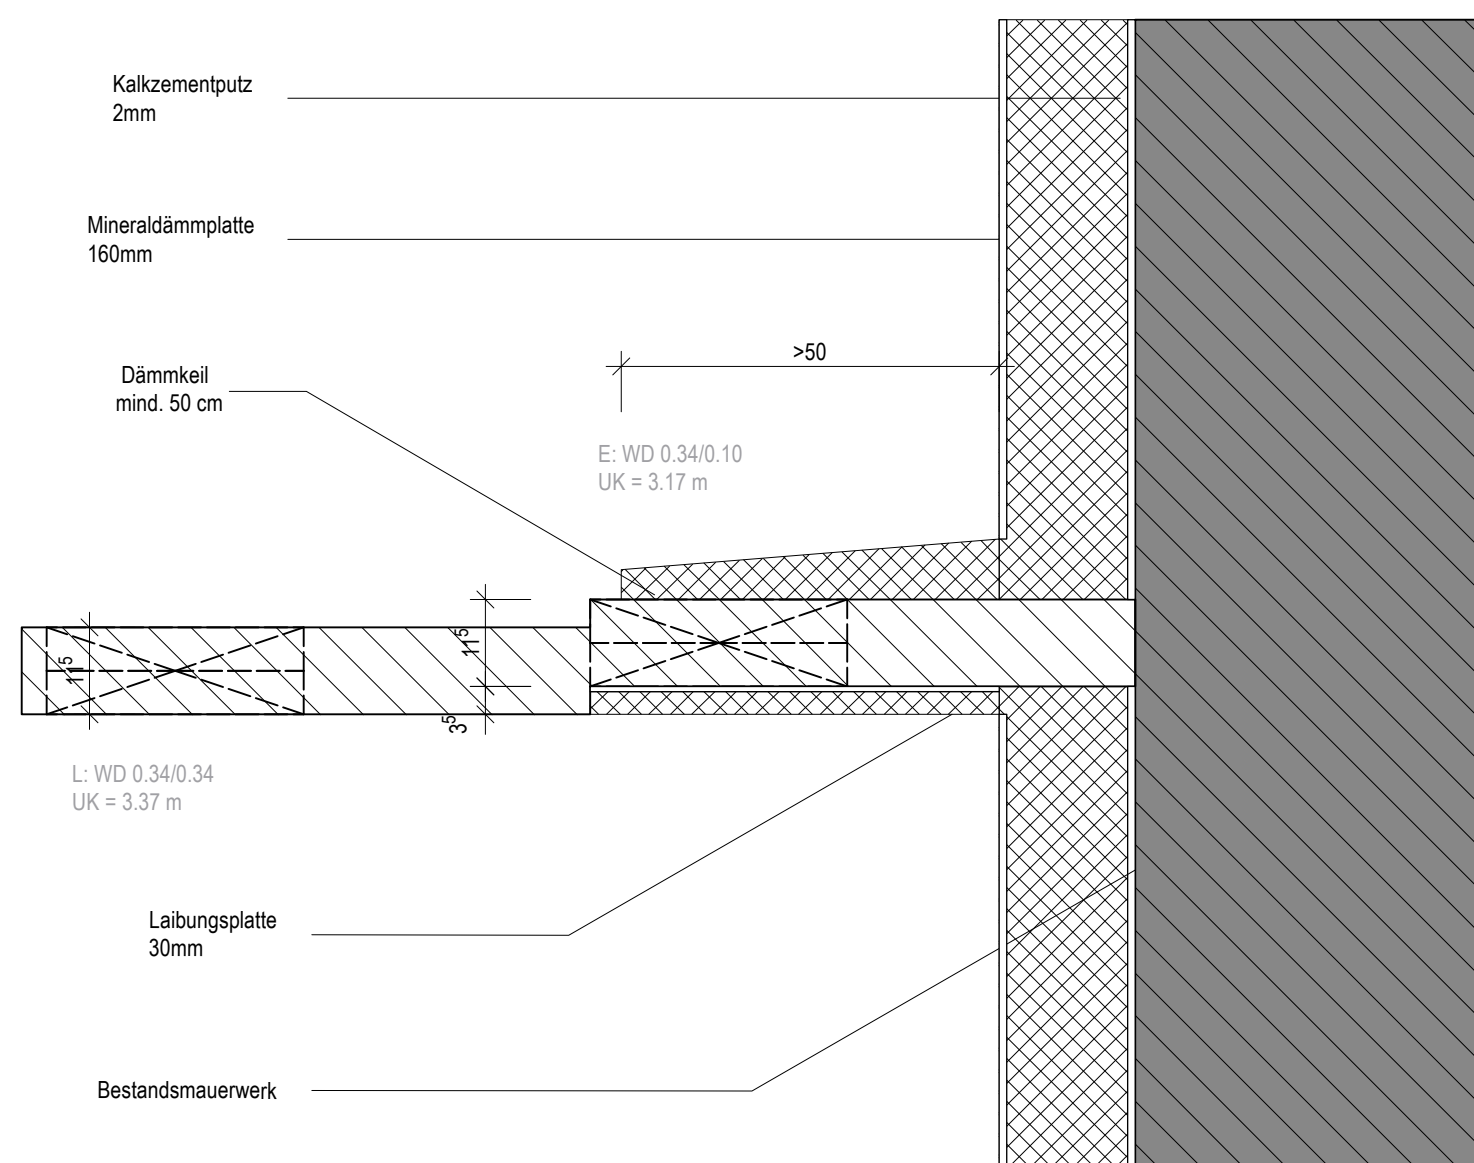 Kalkzementputz
2mm
Mineraldämmplatte
160mm
>50
Dämmkeil
mind. 50 cm
E: WD 0.34/0.10
UK = 3.17 m
11⁵
11⁵
3⁵
L: WD 0.34/0.34
UK = 3.37 m
Laibungsplatte
30mm
Bestandsmauerwerk